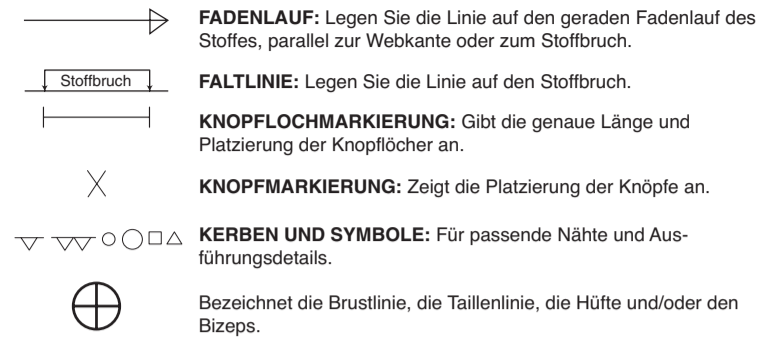 FADENLAUF: Legen Sie die Linie auf den geraden Fadenlauf des
Stoffes, parallel zur Webkante oder zum Stoffbruch.
Stoffbruch
FALTLINIE: Legen Sie die Linie auf den Stoffbruch.
KNOPFLOCHMARKIERUNG: Gibt die genaue Länge und
Platzierung der Knopflöcher an.
KNOPFMARKIERUNG: Zeigt die Platzierung der Knöpfe an.
KERBEN UND SYMBOLE: Für passende Nähte und Aus-
führungsdetails.
Bezeichnet die Brustlinie, die Taillenlinie, die Hüfte und/oder den
Bizeps.